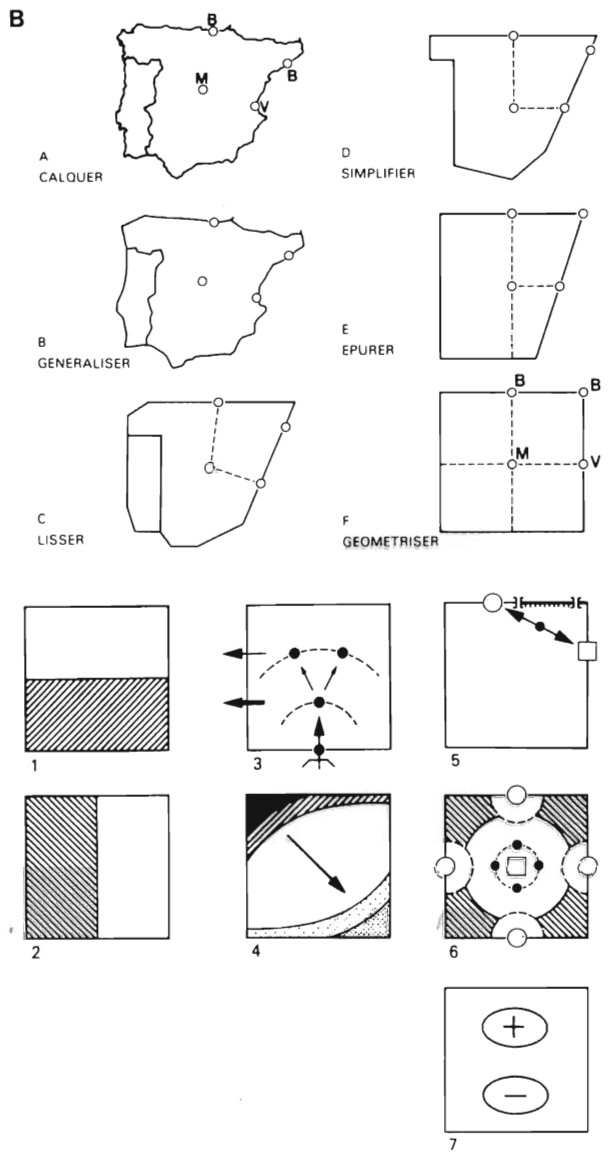 B
B
B
M
V
A
CALQUER
D
SIMPLIFIER
B
GENERALISER
E
EPURER
B
B
M
V
C
LISSER
F
GEOMETRISER
1
3
5
2
4
6
+
−
7